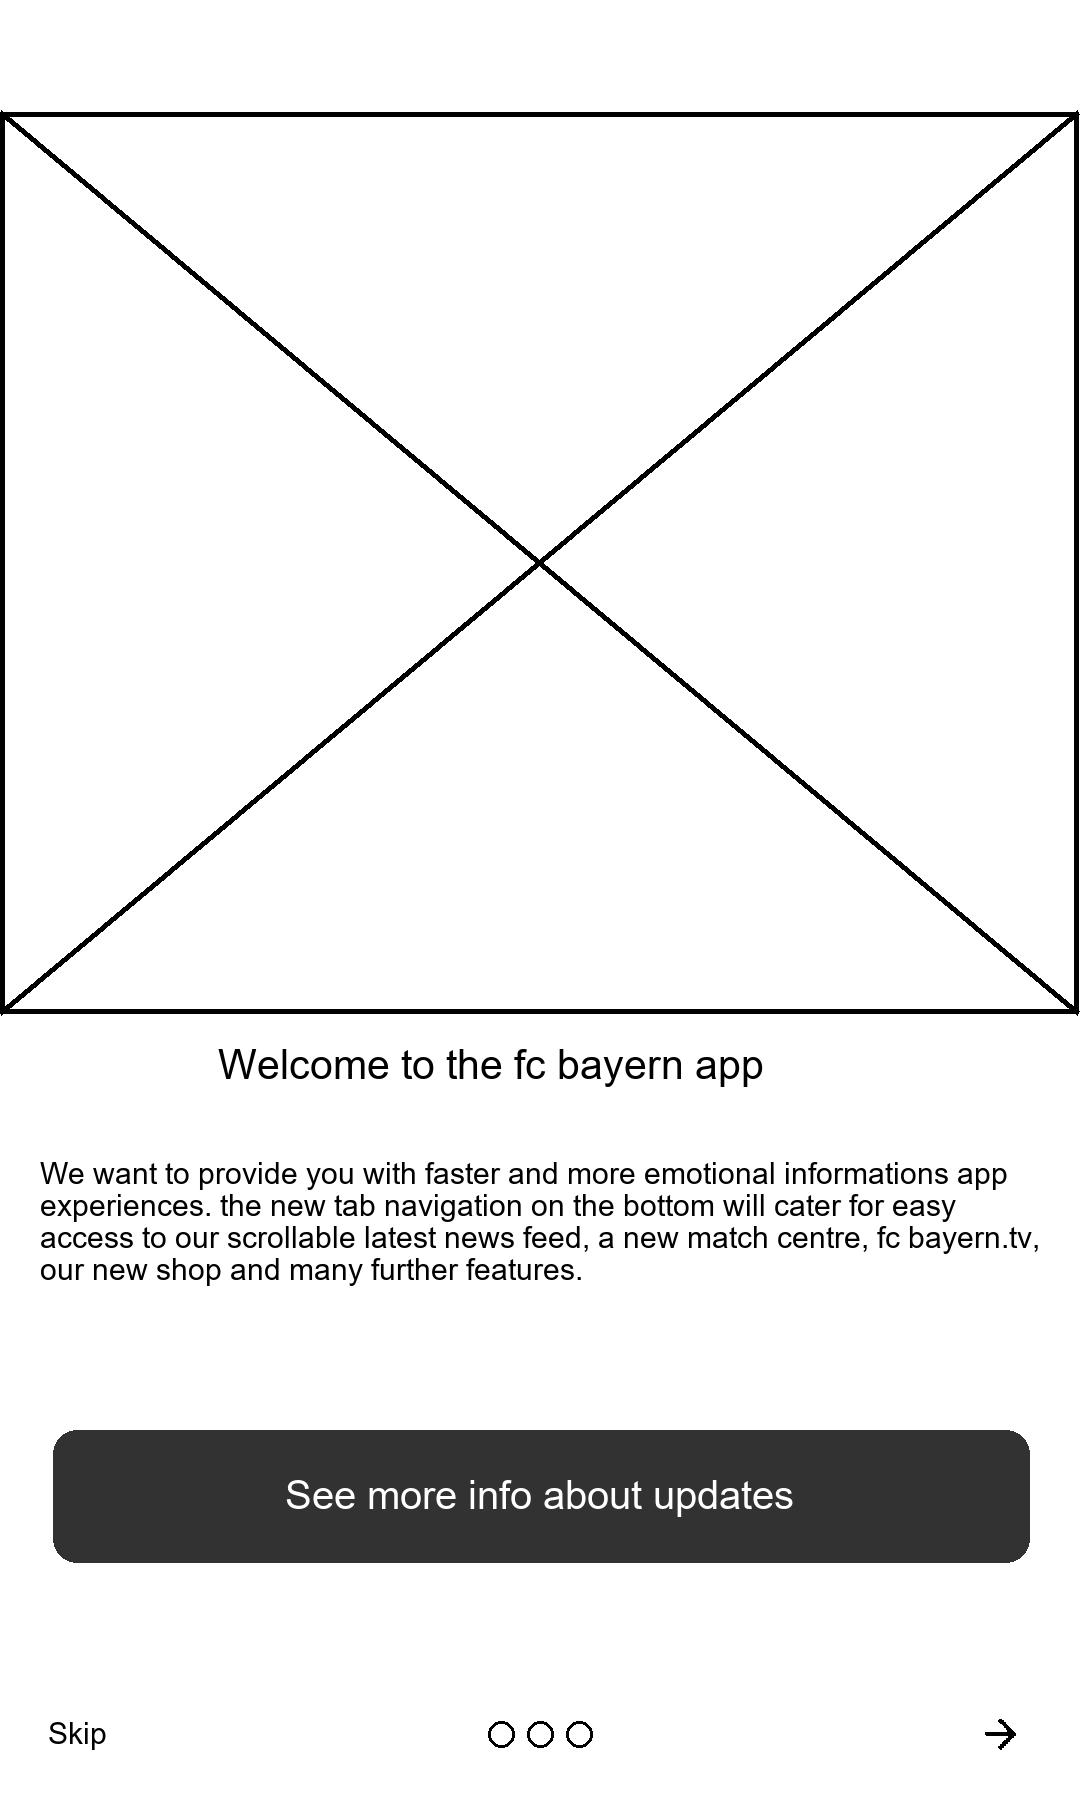 Welcome to the fc bayern app
We want to provide you with faster and more emotional informations app
experiences. the new tab navigation on the bottom will cater for easy
access to our scrollable latest news feed, a new match centre, fc bayern.tv,
our new shop and many further features.
See more info about updates
Skip